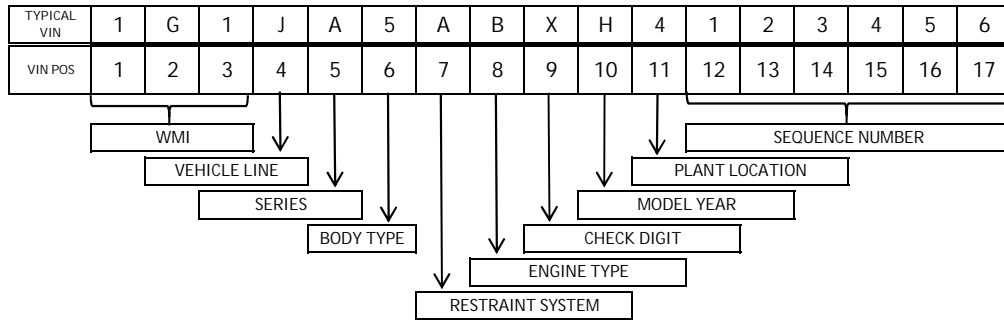 TYPICAL VIN 1 G 1 J A 5 A B X H 4 1 2 3 4 5 6
VIN POS 1 2 3 4 5 6 7 8 9 10 11 12 13 14 15 16 17
WMI SEQUENCE NUMBER
VEHICLE LINE PLANT LOCATION
SERIES MODEL YEAR
BODY TYPE CHECK DIGIT
ENGINE TYPE
RESTRAINT SYSTEM